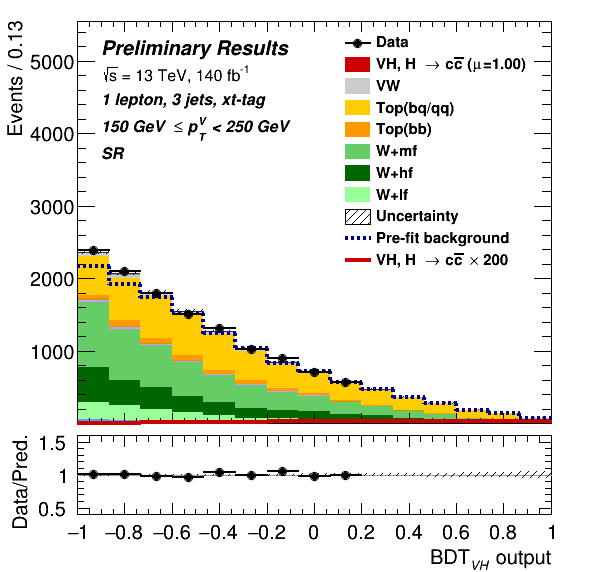 Events / 0.13
5000
4000
3000
2000
1000
Preliminary Results
√s = 13 TeV, 140 fb⁻¹
1 lepton, 3 jets, xt-tag
150 GeV ≤ p_T^V < 250 GeV
SR
Data
VH, H → cc̅ (μ=1.00)
VW
Top(bq/qq)
Top(bb)
W+mf
W+hf
W+lf
Uncertainty
Pre-fit background
VH, H → cc̅ × 200
Data/Pred.
1.5
1
0.5
−1 −0.8 −0.6 −0.4 −0.2 0 0.2 0.4 0.6 0.8 1
BDT_VH output